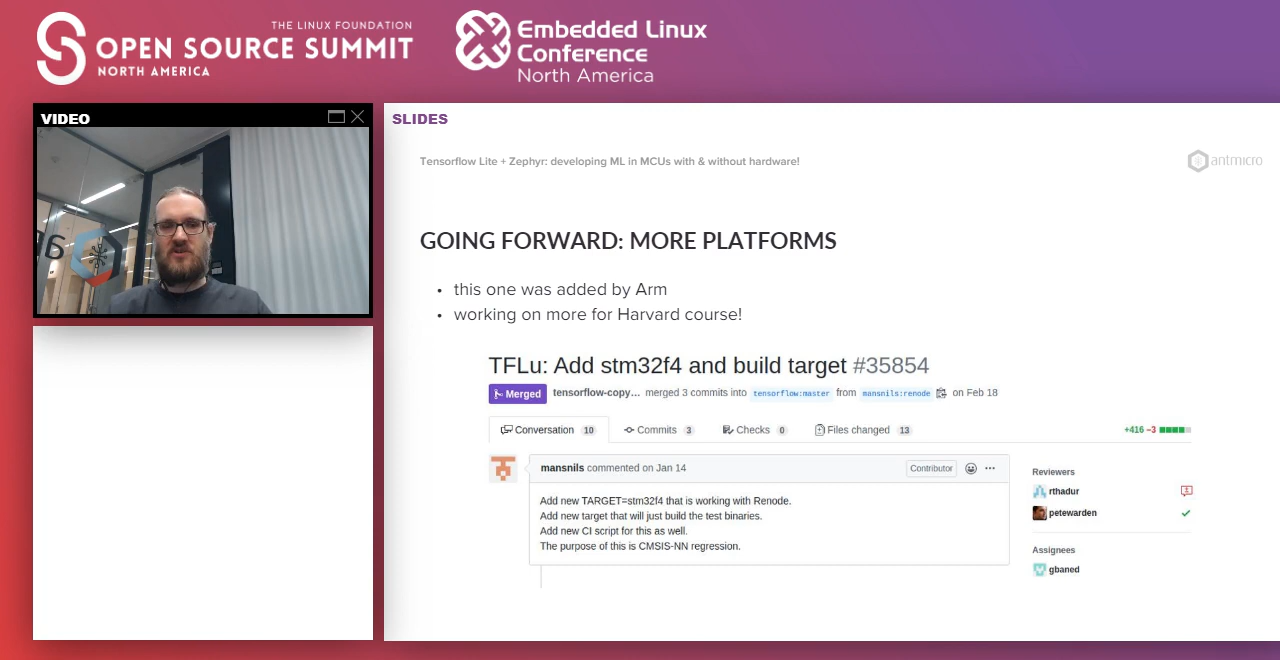 THE LINUX FOUNDATION
OPEN SOURCE SUMMIT
NORTH AMERICA
Embedded Linux
Conference
North America
VIDEO
SLIDES
Tensorflow Lite + Zephyr: developing ML in MCUs with & without hardware!
antmicro
GOING FORWARD: MORE PLATFORMS
• this one was added by Arm
• working on more for Harvard course!
TFLu: Add stm32f4 and build target #35854
Merged tensorflow-copy... merged 3 commits into tensorflow:master from mansnils:renode on Feb 18
Conversation 10 Commits 3 Checks 0 Files changed 13 +416 −3
mansnils commented on Jan 14 Contributor
Add new TARGET=stm32f4 that is working with Renode.
Add new target that will just build the test binaries.
Add new CI script for this as well.
The purpose of this is CMSIS-NN regression.
Reviewers
rthadur
petewarden
Assignees
gbaned